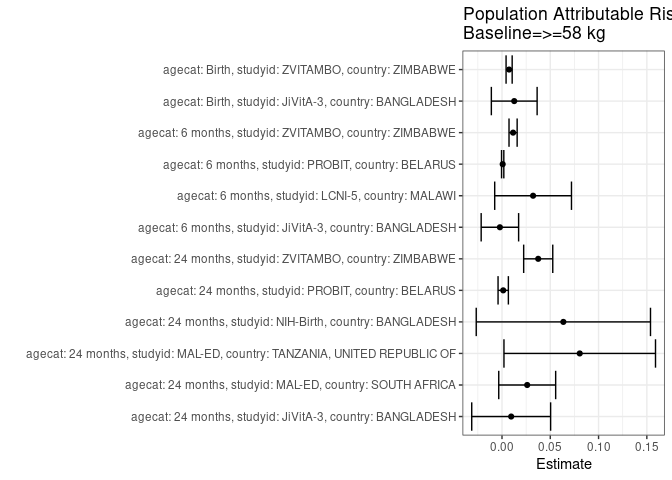 Population Attributable Ris
Baseline=>=58 kg
agecat: Birth, studyid: ZVITAMBO, country: ZIMBABWE
agecat: Birth, studyid: JiVitA-3, country: BANGLADESH
agecat: 6 months, studyid: ZVITAMBO, country: ZIMBABWE
agecat: 6 months, studyid: PROBIT, country: BELARUS
agecat: 6 months, studyid: LCNI-5, country: MALAWI
agecat: 6 months, studyid: JiVitA-3, country: BANGLADESH
agecat: 24 months, studyid: ZVITAMBO, country: ZIMBABWE
agecat: 24 months, studyid: PROBIT, country: BELARUS
agecat: 24 months, studyid: NIH-Birth, country: BANGLADESH
agecat: 24 months, studyid: MAL-ED, country: TANZANIA, UNITED REPUBLIC OF
agecat: 24 months, studyid: MAL-ED, country: SOUTH AFRICA
agecat: 24 months, studyid: JiVitA-3, country: BANGLADESH
0.00 0.05 0.10 0.15
Estimate